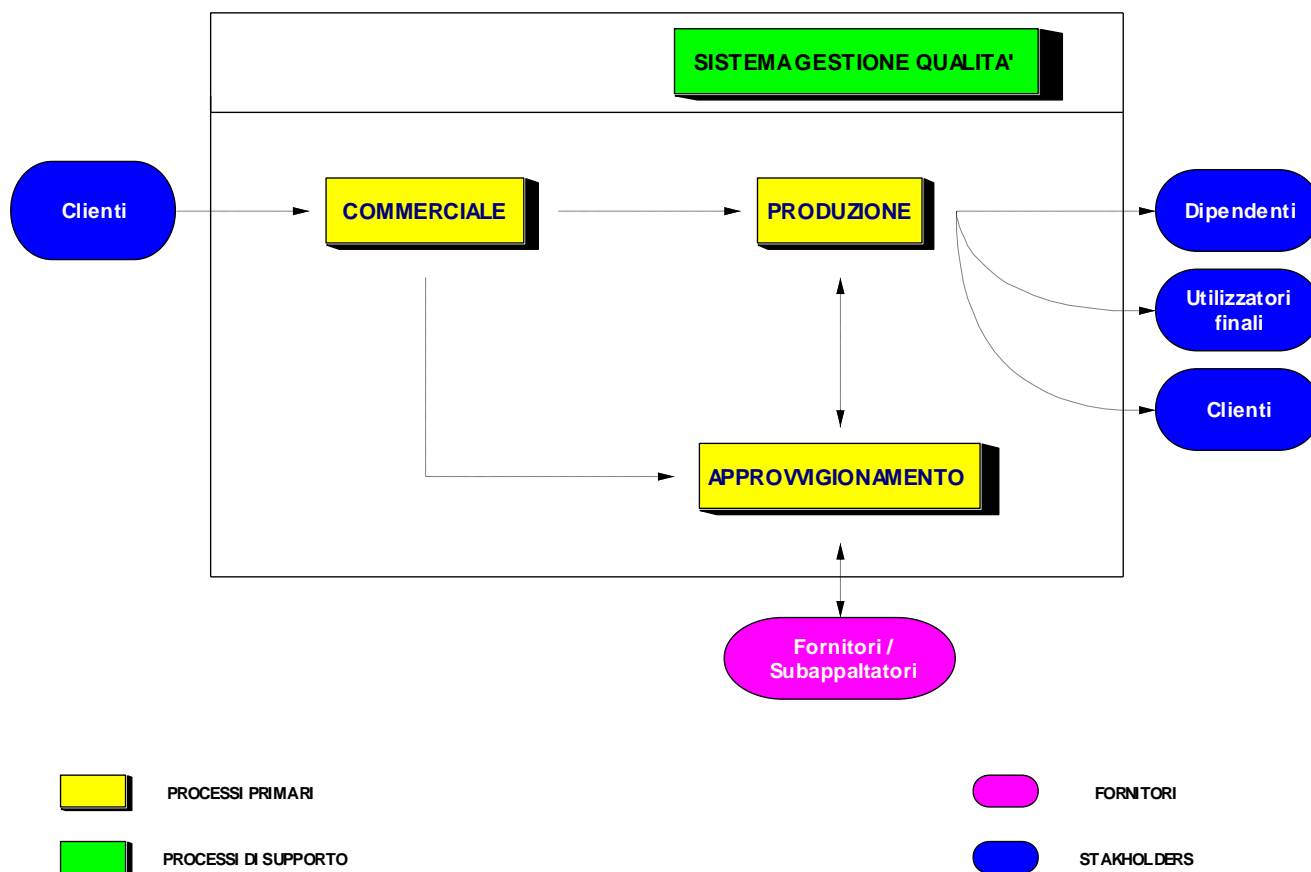 SISTEMA GESTIONE QUALITA'
Clienti
COMMERCIALE
PRODUZIONE
Dipendenti
Utilizzatori
finali
Clienti
APPROVVIGIONAMENTO
Fornitori /
Subappaltatori
PROCESSI PRIMARI
FORNITORI
PROCESSI DI SUPPORTO
STAKHOLDERS